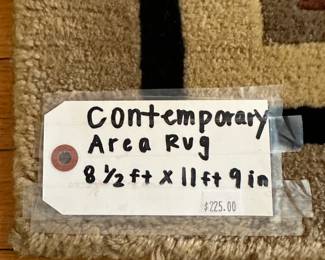 contemporary
Area Rug
8 ½ ft x 11 ft 9 in
$225.00